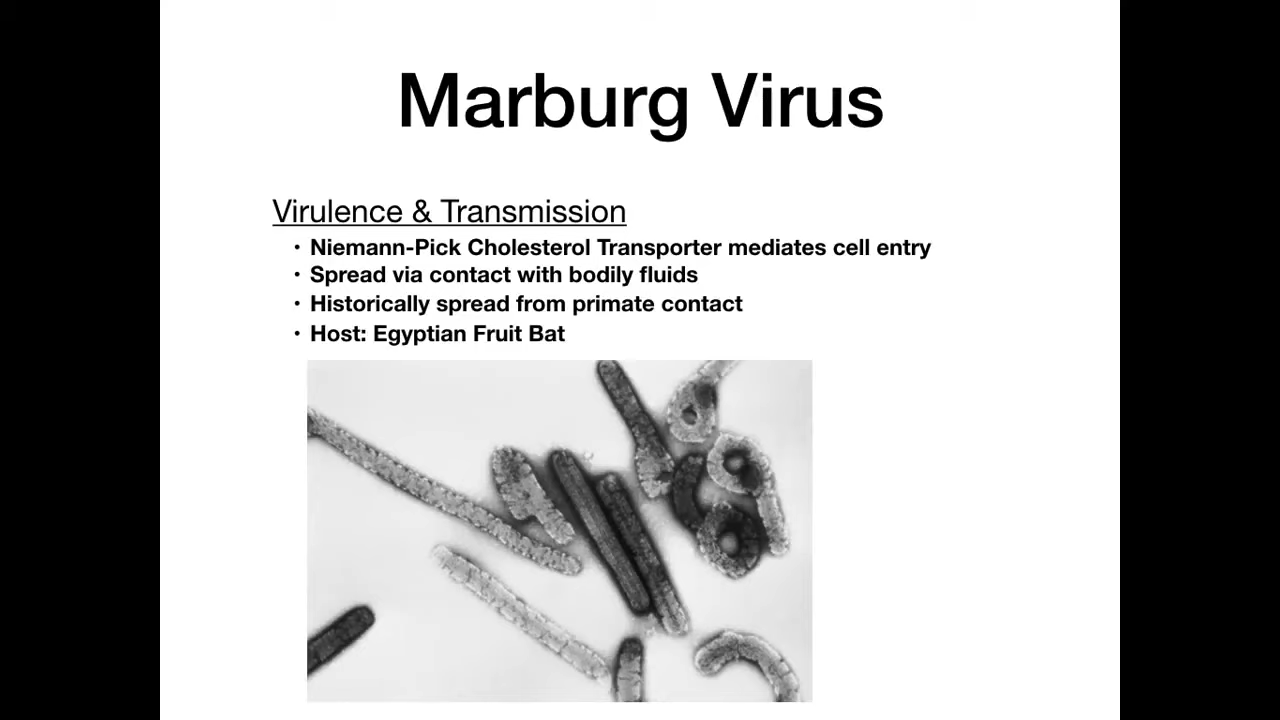 Marburg Virus
Virulence & Transmission
• Niemann-Pick Cholesterol Transporter mediates cell entry
• Spread via contact with bodily fluids
• Historically spread from primate contact
• Host: Egyptian Fruit Bat